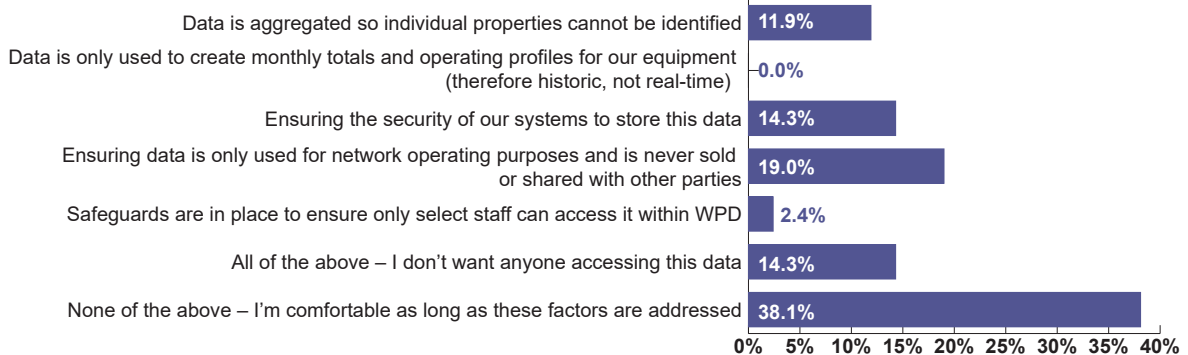 Data is aggregated so individual properties cannot be identified 11.9%
Data is only used to create monthly totals and operating profiles for our equipment
(therefore historic, not real-time) 0.0%
Ensuring the security of our systems to store this data 14.3%
Ensuring data is only used for network operating purposes and is never sold
or shared with other parties 19.0%
Safeguards are in place to ensure only select staff can access it within WPD 2.4%
All of the above – I don’t want anyone accessing this data 14.3%
None of the above – I’m comfortable as long as these factors are addressed 38.1%
0% 5% 10% 15% 20% 25% 30% 35% 40%